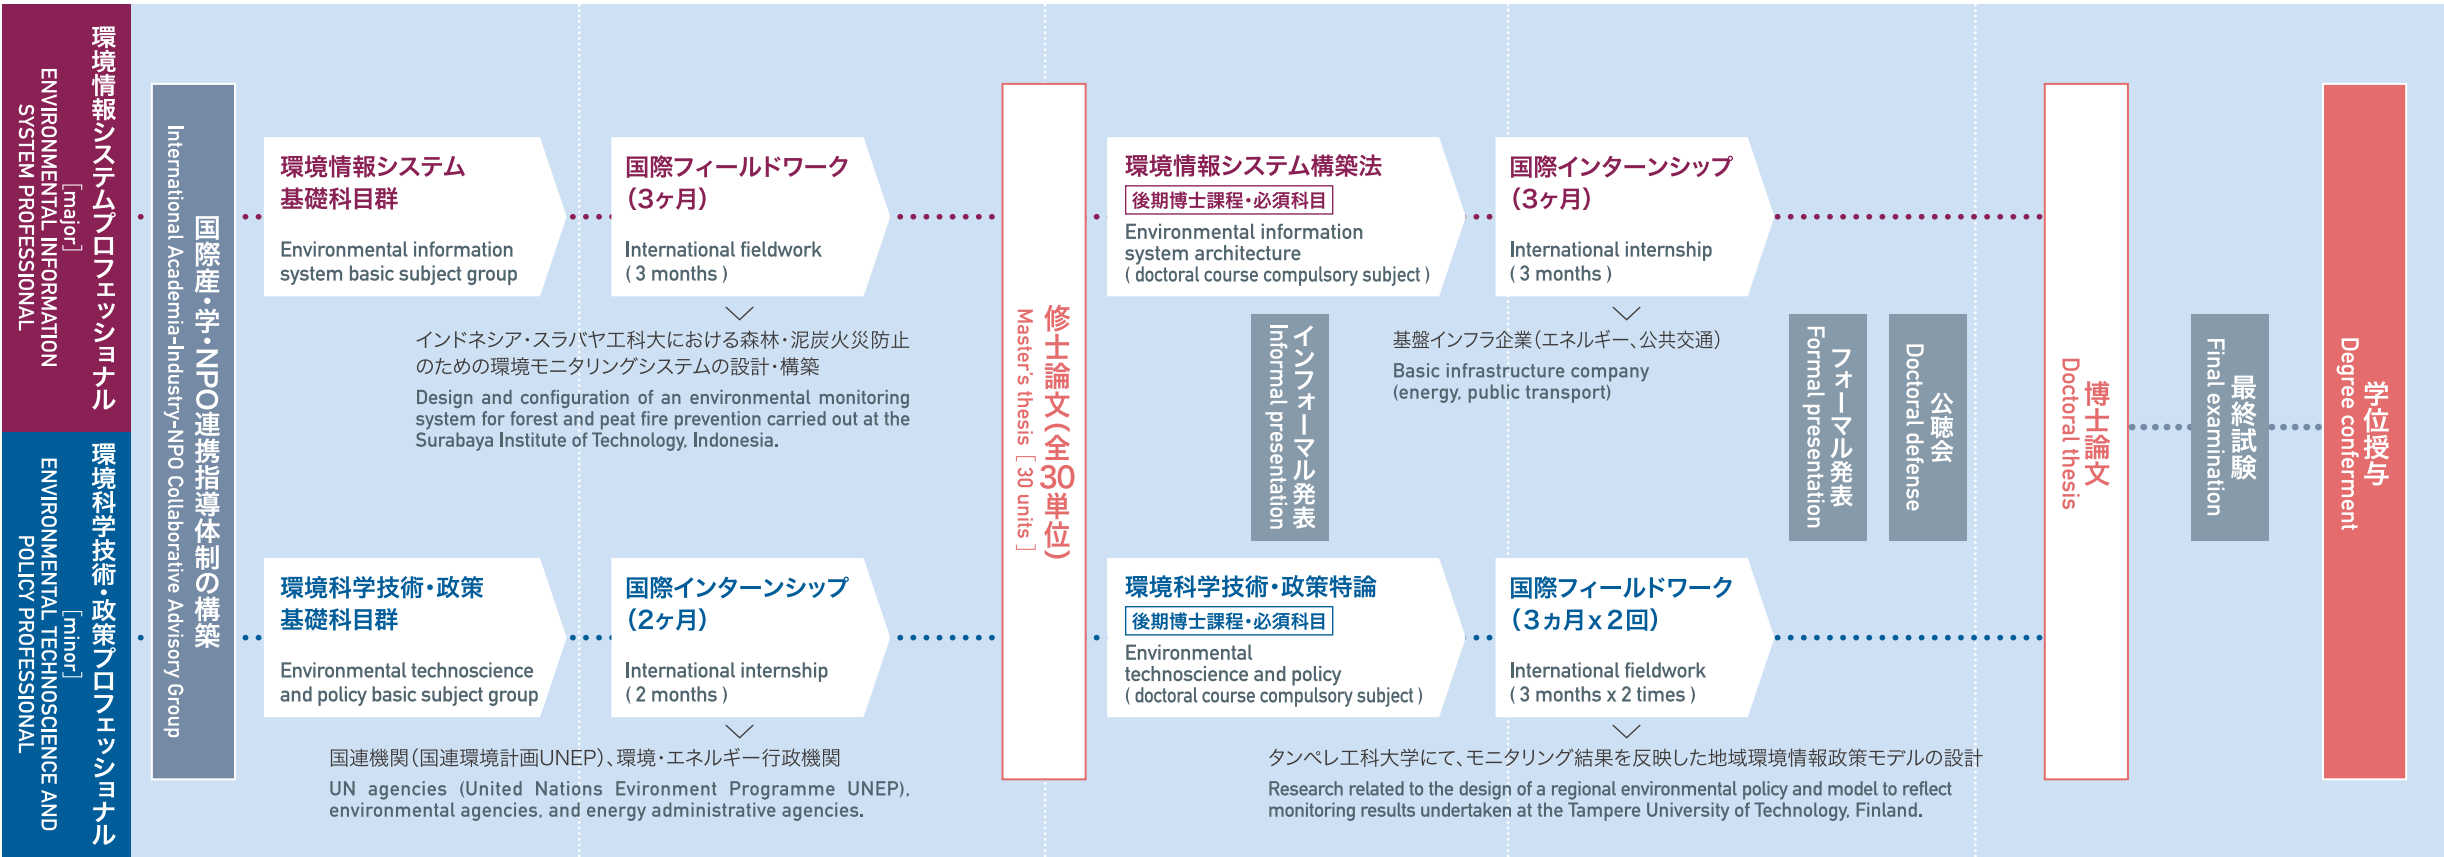 環境情報システムプロフェッショナル
[major]
ENVIRONMENTAL INFORMATION
SYSTEM PROFESSIONAL
環境科学技術・政策プロフェッショナル
[minor]
ENVIRONMENTAL TECHNOSCIENCE AND
POLICY PROFESSIONAL
国際産・学・NPO連携指導体制の構築
International Academia-Industry-NPO Collaborative Advisory Group
環境情報システム
基礎科目群
Environmental information
system basic subject group
国際フィールドワーク
（3ヶ月）
International fieldwork
( 3 months )
インドネシア・スラバヤ工科大における森林・泥炭火災防止
のための環境モニタリングシステムの設計・構築
Design and configuration of an environmental monitoring
system for forest and peat fire prevention carried out at the
Surabaya Institute of Technology, Indonesia.
環境科学技術・政策
基礎科目群
Environmental technoscience
and policy basic subject group
国際インターンシップ
（2ヶ月）
International internship
( 2 months )
国連機関（国連環境計画UNEP）、環境・エネルギー行政機関
UN agencies (United Nations Evironment Programme UNEP),
environmental agencies, and energy administrative agencies.
修士論文（全30単位）
Master's thesis [ 30 units ]
環境情報システム構築法
後期博士課程・必須科目
Environmental information
system architecture
( doctoral course compulsory subject )
国際インターンシップ
（3ヶ月）
International internship
( 3 months )
基盤インフラ企業（エネルギー、公共交通）
Basic infrastructure company
(energy, public transport)
インフォーマル発表
Informal presentation
環境科学技術・政策特論
後期博士課程・必須科目
Environmental
technoscience and policy
( doctoral course compulsory subject )
国際フィールドワーク
（3ヵ月x2回）
International fieldwork
( 3 months x 2 times )
タンペレ工科大学にて、モニタリング結果を反映した地域環境情報政策モデルの設計
Research related to the design of a regional environmental policy and model to reflect
monitoring results undertaken at the Tampere University of Technology, Finland.
フォーマル発表
Formal presentation
公聴会
Doctoral defense
博士論文
Doctoral thesis
最終試験
Final examination
学位授与
Degree conferment